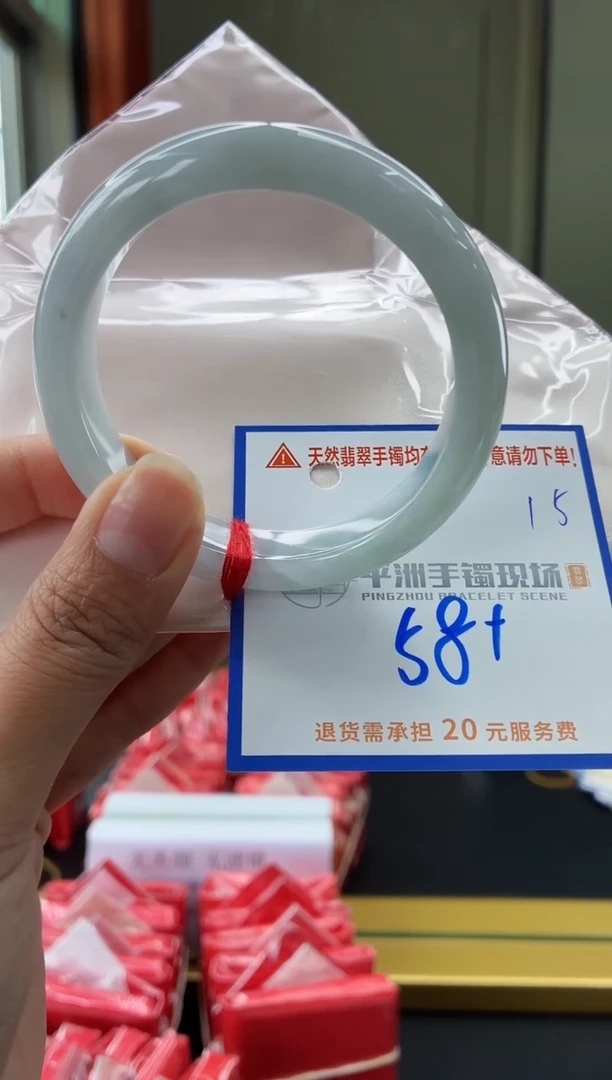 天然翡翠手镯均 意请勿下单!
15
平洲手镯现场
PINGZHOU BRACELET SCENE
58+
退货需承担 20 元服务费